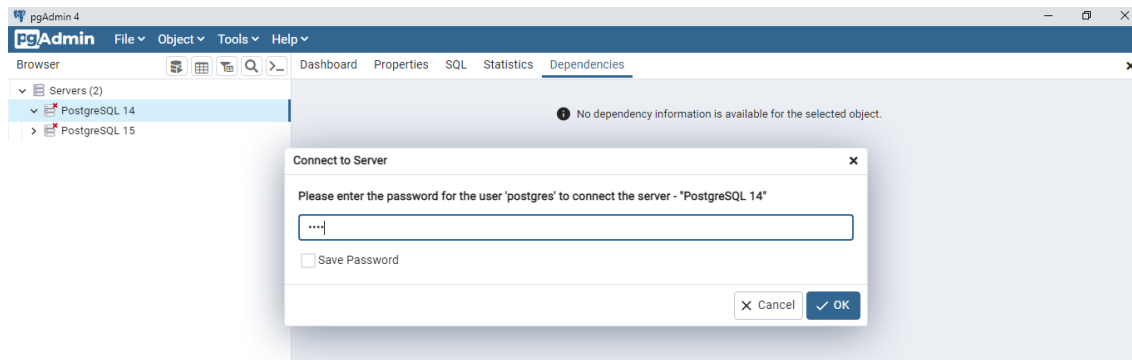 pgAdmin 4
pgAdmin File Object Tools Help
Browser Dashboard Properties SQL Statistics Dependencies
Servers (2)
PostgreSQL 14
PostgreSQL 15
No dependency information is available for the selected object.
Connect to Server
Please enter the password for the user 'postgres' to connect the server - "PostgreSQL 14"
••••
Save Password
Cancel OK